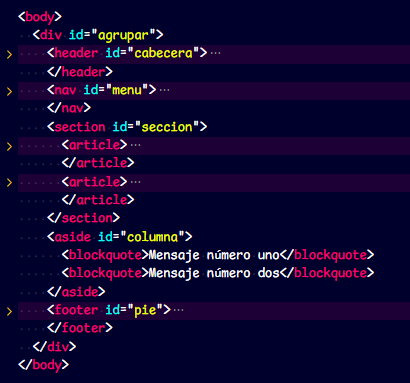 <body>
<div id="agrupar">
<header id="cabecera">···
</header>
<nav id="menu">···
</nav>
<section id="seccion">
<article>···
</article>
<article>···
</article>
</section>
<aside id="columna">
<blockquote>Mensaje número uno</blockquote>
<blockquote>Mensaje número dos</blockquote>
</aside>
<footer id="pie">···
</footer>
</div>
</body>